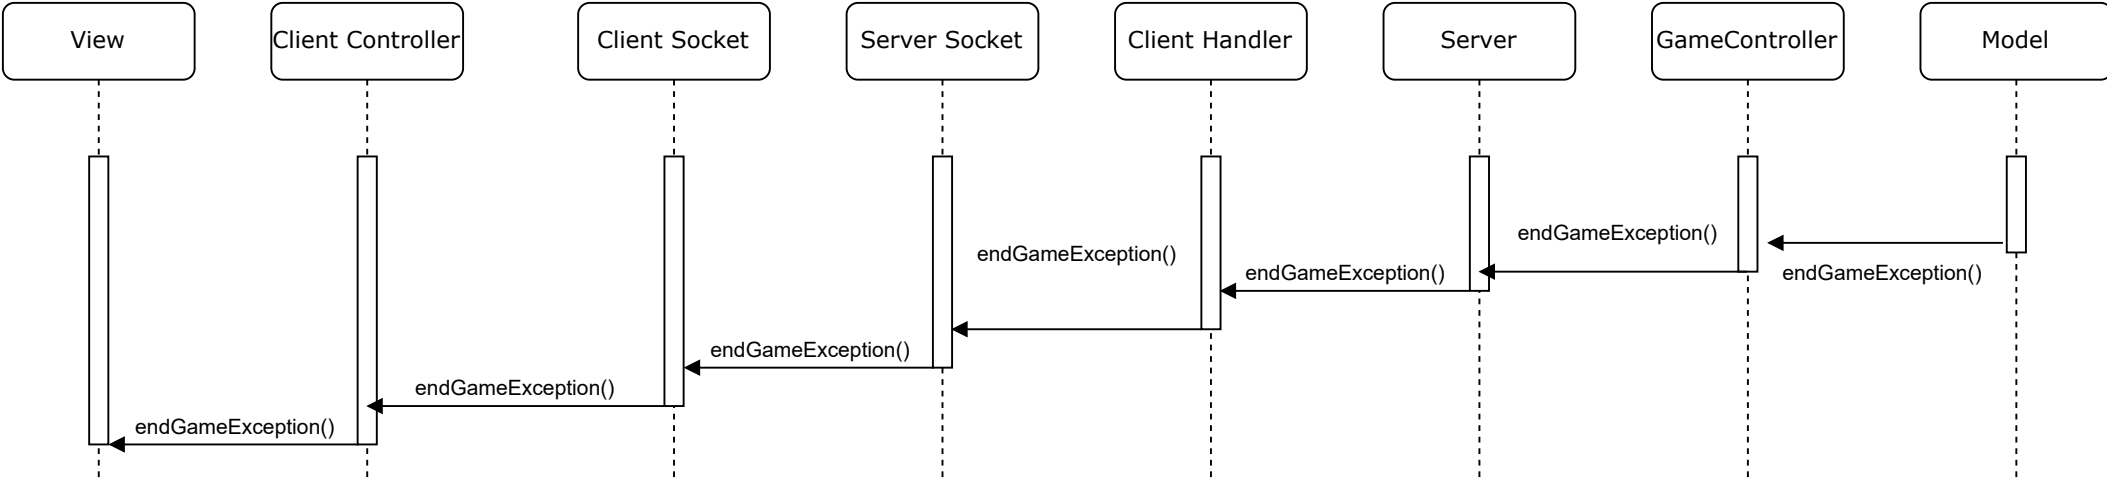 View
Client Controller
Client Socket
Server Socket
Client Handler
Server
GameController
Model
endGameException()
endGameException()
endGameException()
endGameException()
endGameException()
endGameException()
endGameException()